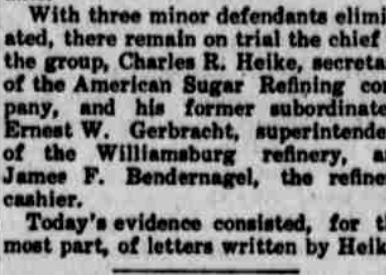 With three minor defendants elimi
ated, there remain on trial the chief
the group, Charles R. Heike, secreta
of the American Sugar Refining co
pany, and his former subordinate
Ernest W. Gerbracht, superintende
of the Williamsburg refinery, a
James F. Bendernagel, the refine
cashier.
Today's evidence consisted, for t
most part, of letters written by Heik